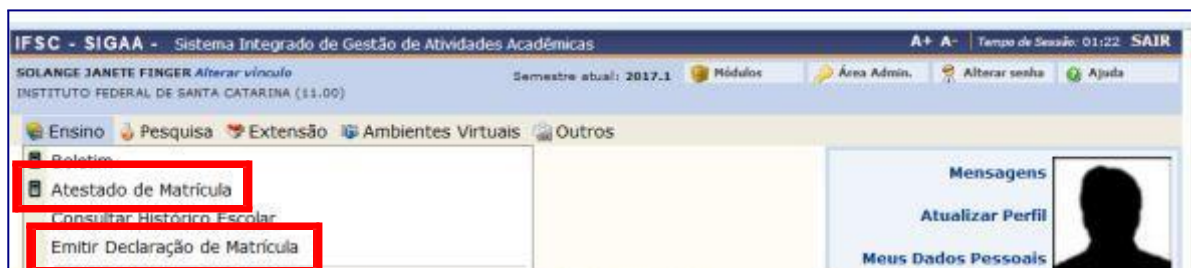 IFSC - SIGAA - Sistema Integrado de Gestão de Atividades Acadêmicas A+ A- Tempo de Sessão: 01:22 SAIR
SOLANGE JANETE FINGER Alterar vínculo Semestre atual: 2017.1 Módulos Área Admin. Alterar senha Ajuda
INSTITUTO FEDERAL DE SANTA CATARINA (11.00)
Ensino Pesquisa Extensão Ambientes Virtuais Outros
Boletim
Atestado de Matrícula
Consultar Histórico Escolar
Emitir Declaração de Matrícula
Mensagens
Atualizar Perfil
Meus Dados Pessoais